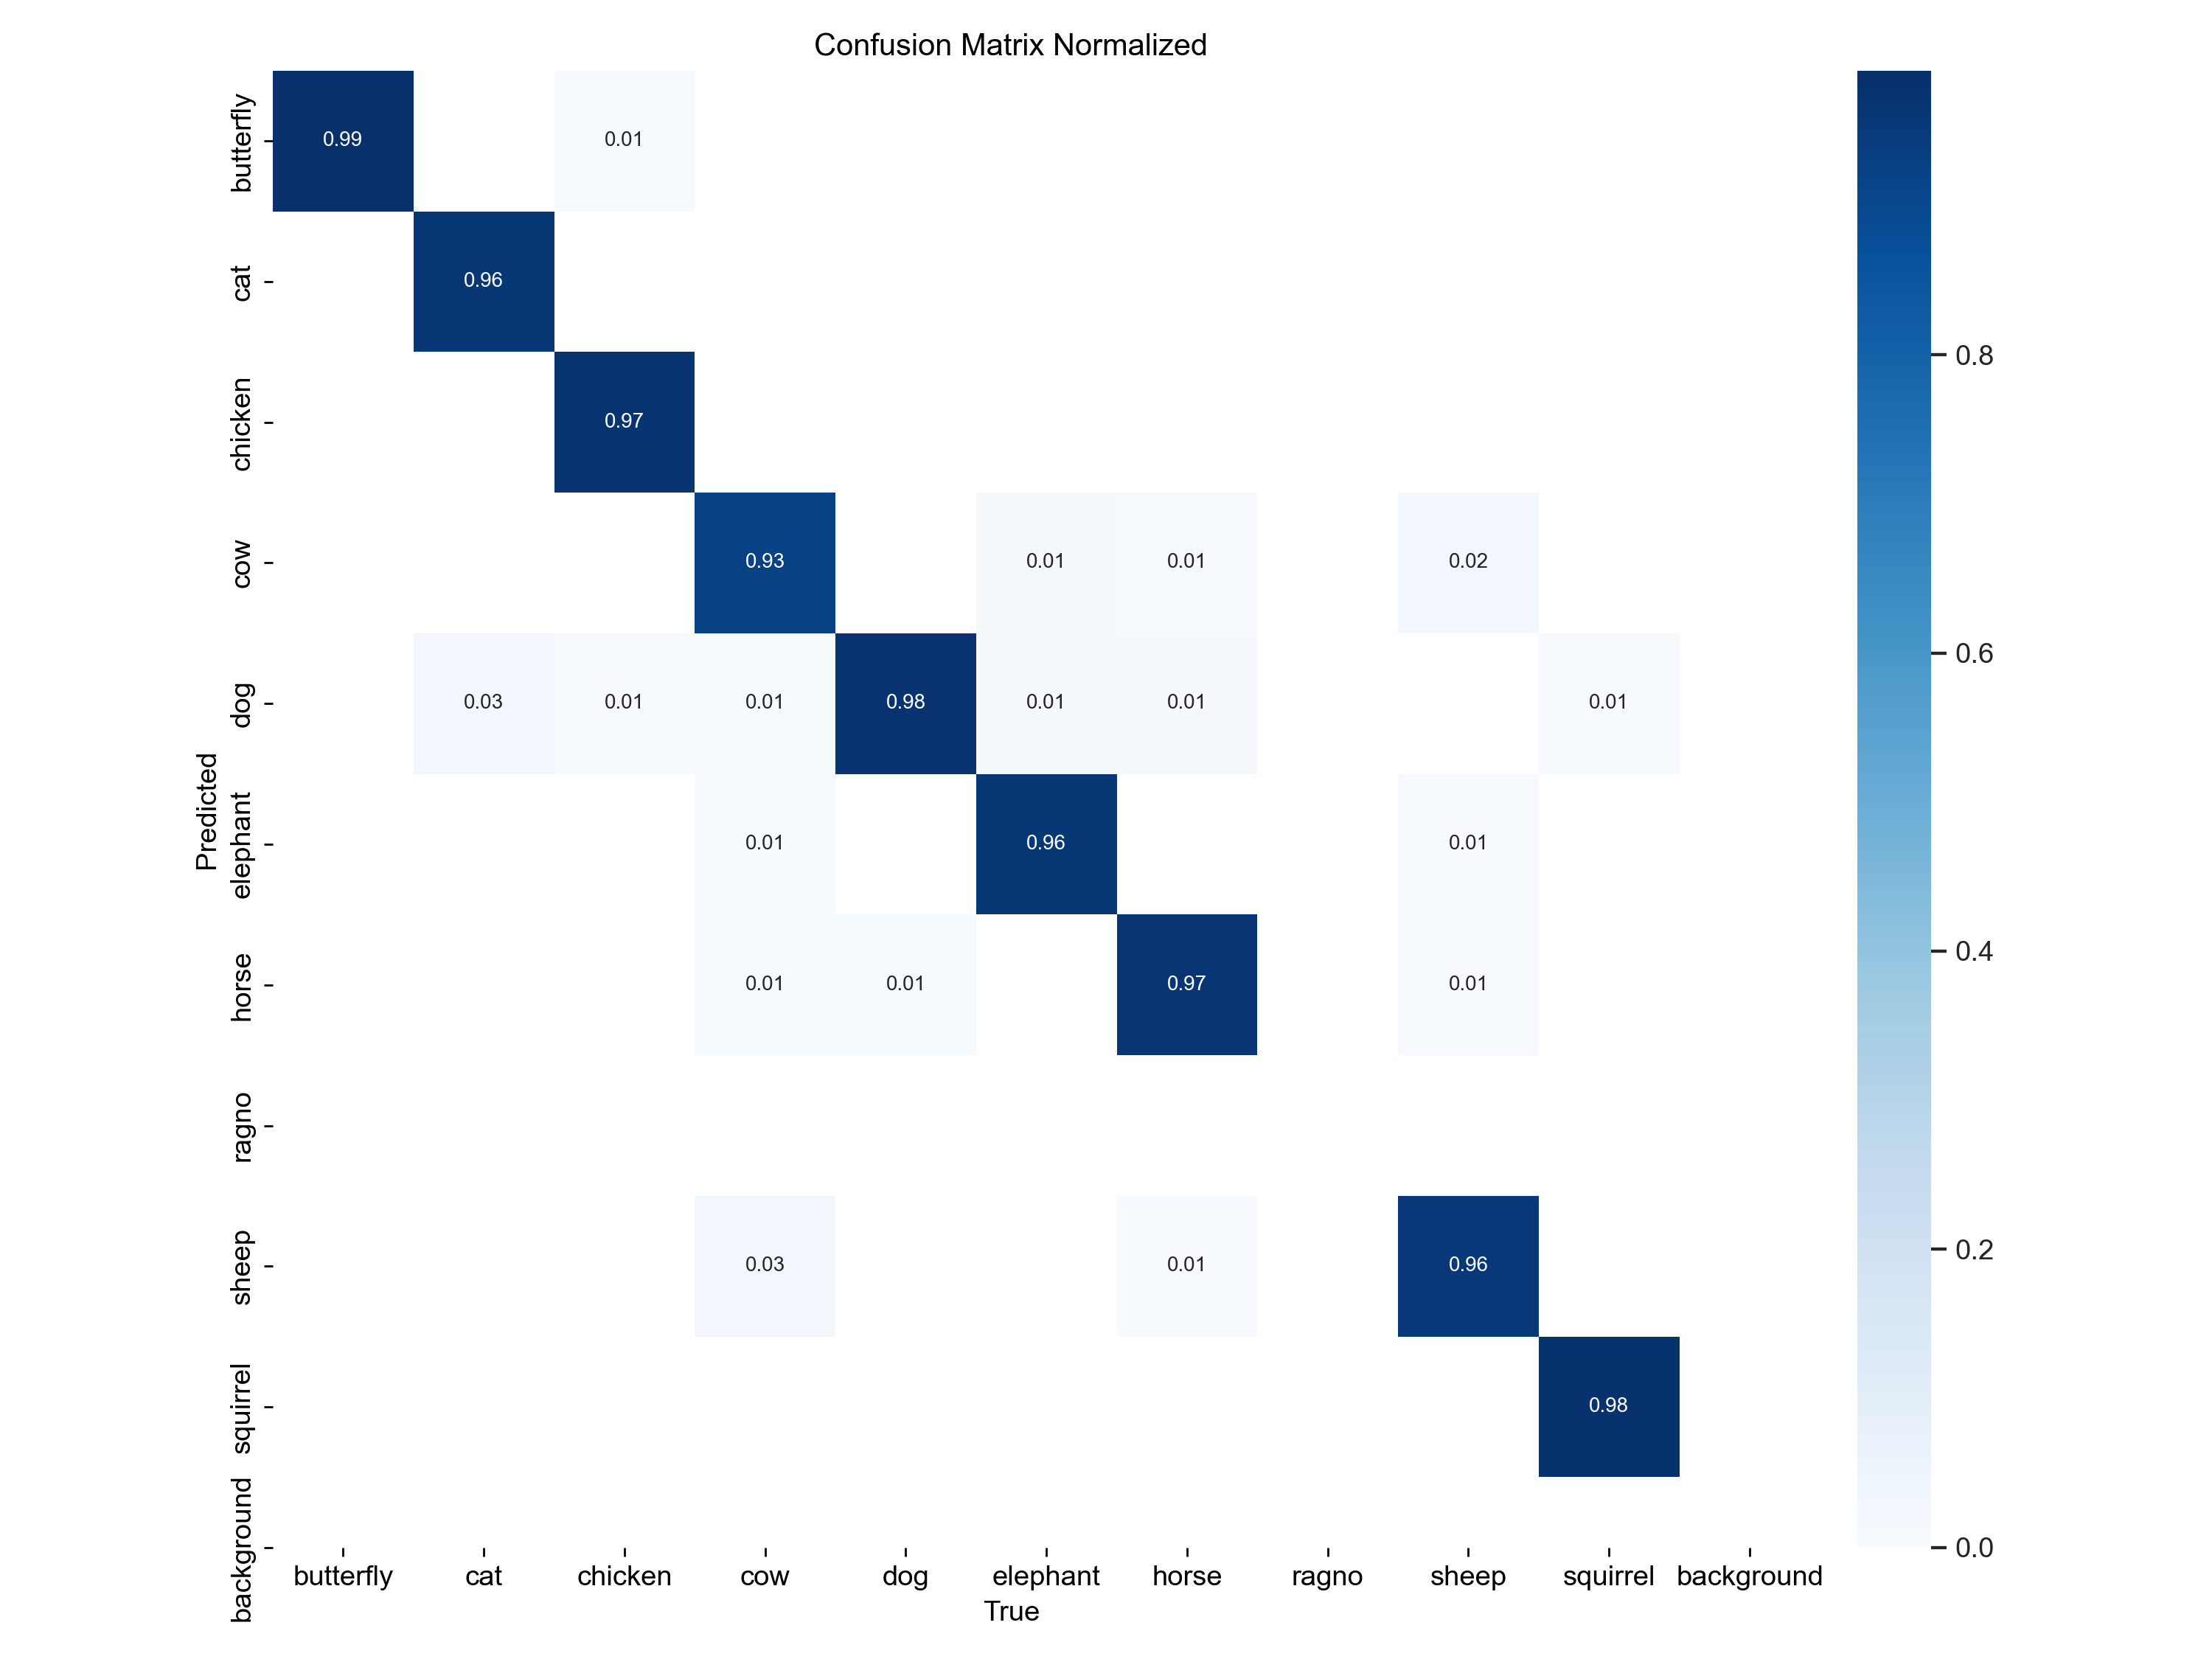 Confusion Matrix Normalized
butterfly
0.99
0.01
cat
0.96
chicken
0.97
0.8
cow
0.93
0.01
0.01
0.02
dog
0.03
0.01
0.01
0.98
0.01
0.01
0.01
0.6
Predicted
elephant
0.01
0.96
0.01
horse
0.01
0.01
0.97
0.01
0.4
ragno
sheep
0.03
0.01
0.96
0.2
squirrel
0.98
background
0.0
butterfly cat chicken cow dog elephant horse ragno sheep squirrel background
True